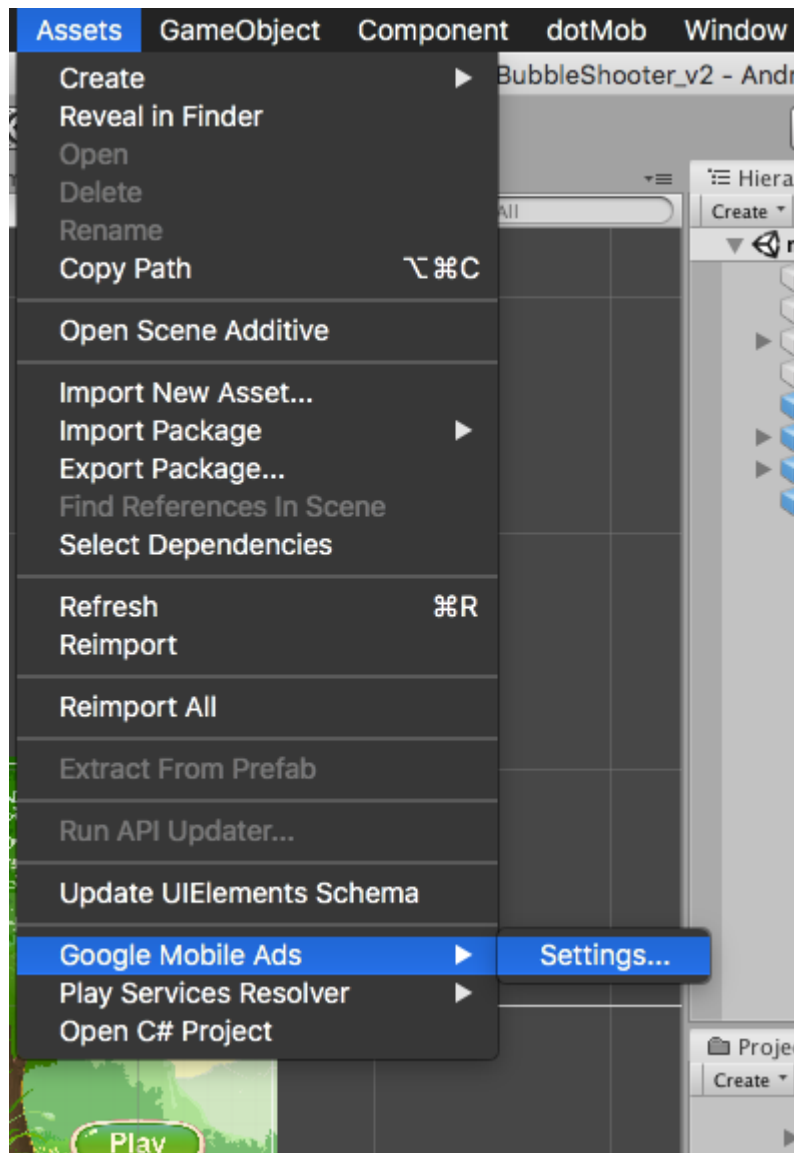 Assets GameObject Component dotMob Window
BubbleShooter_v2 - Andr
Create
Reveal in Finder
Open
Delete
Rename
Copy Path ⌥⌘C
Open Scene Additive
Import New Asset...
Import Package
Export Package...
Find References In Scene
Select Dependencies
Refresh ⌘R
Reimport
Reimport All
Extract From Prefab
Run API Updater...
Update UIElements Schema
Google Mobile Ads
Settings...
Play Services Resolver
Open C# Project
All
Hiera
Create
Proje
Create
Play